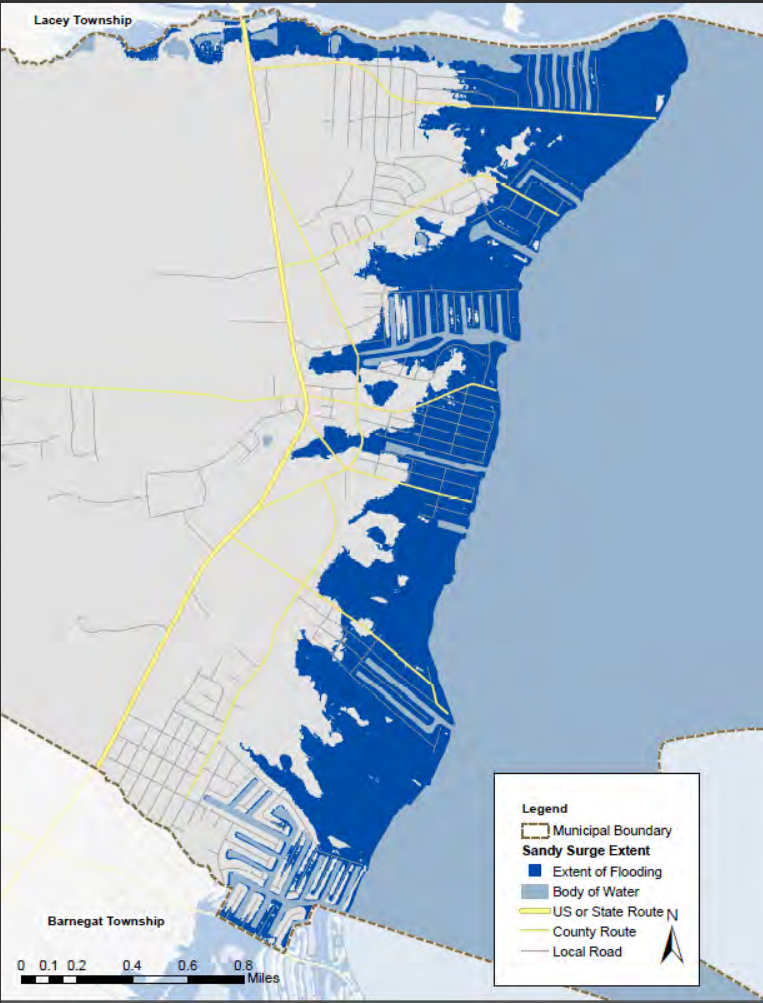 Lacey Township
Legend
Municipal Boundary
Sandy Surge Extent
Extent of Flooding
Body of Water
US or State Route
N
County Route
Local Road
Barnegat Township
0 0.1 0.2 0.4 0.6 0.8
Miles